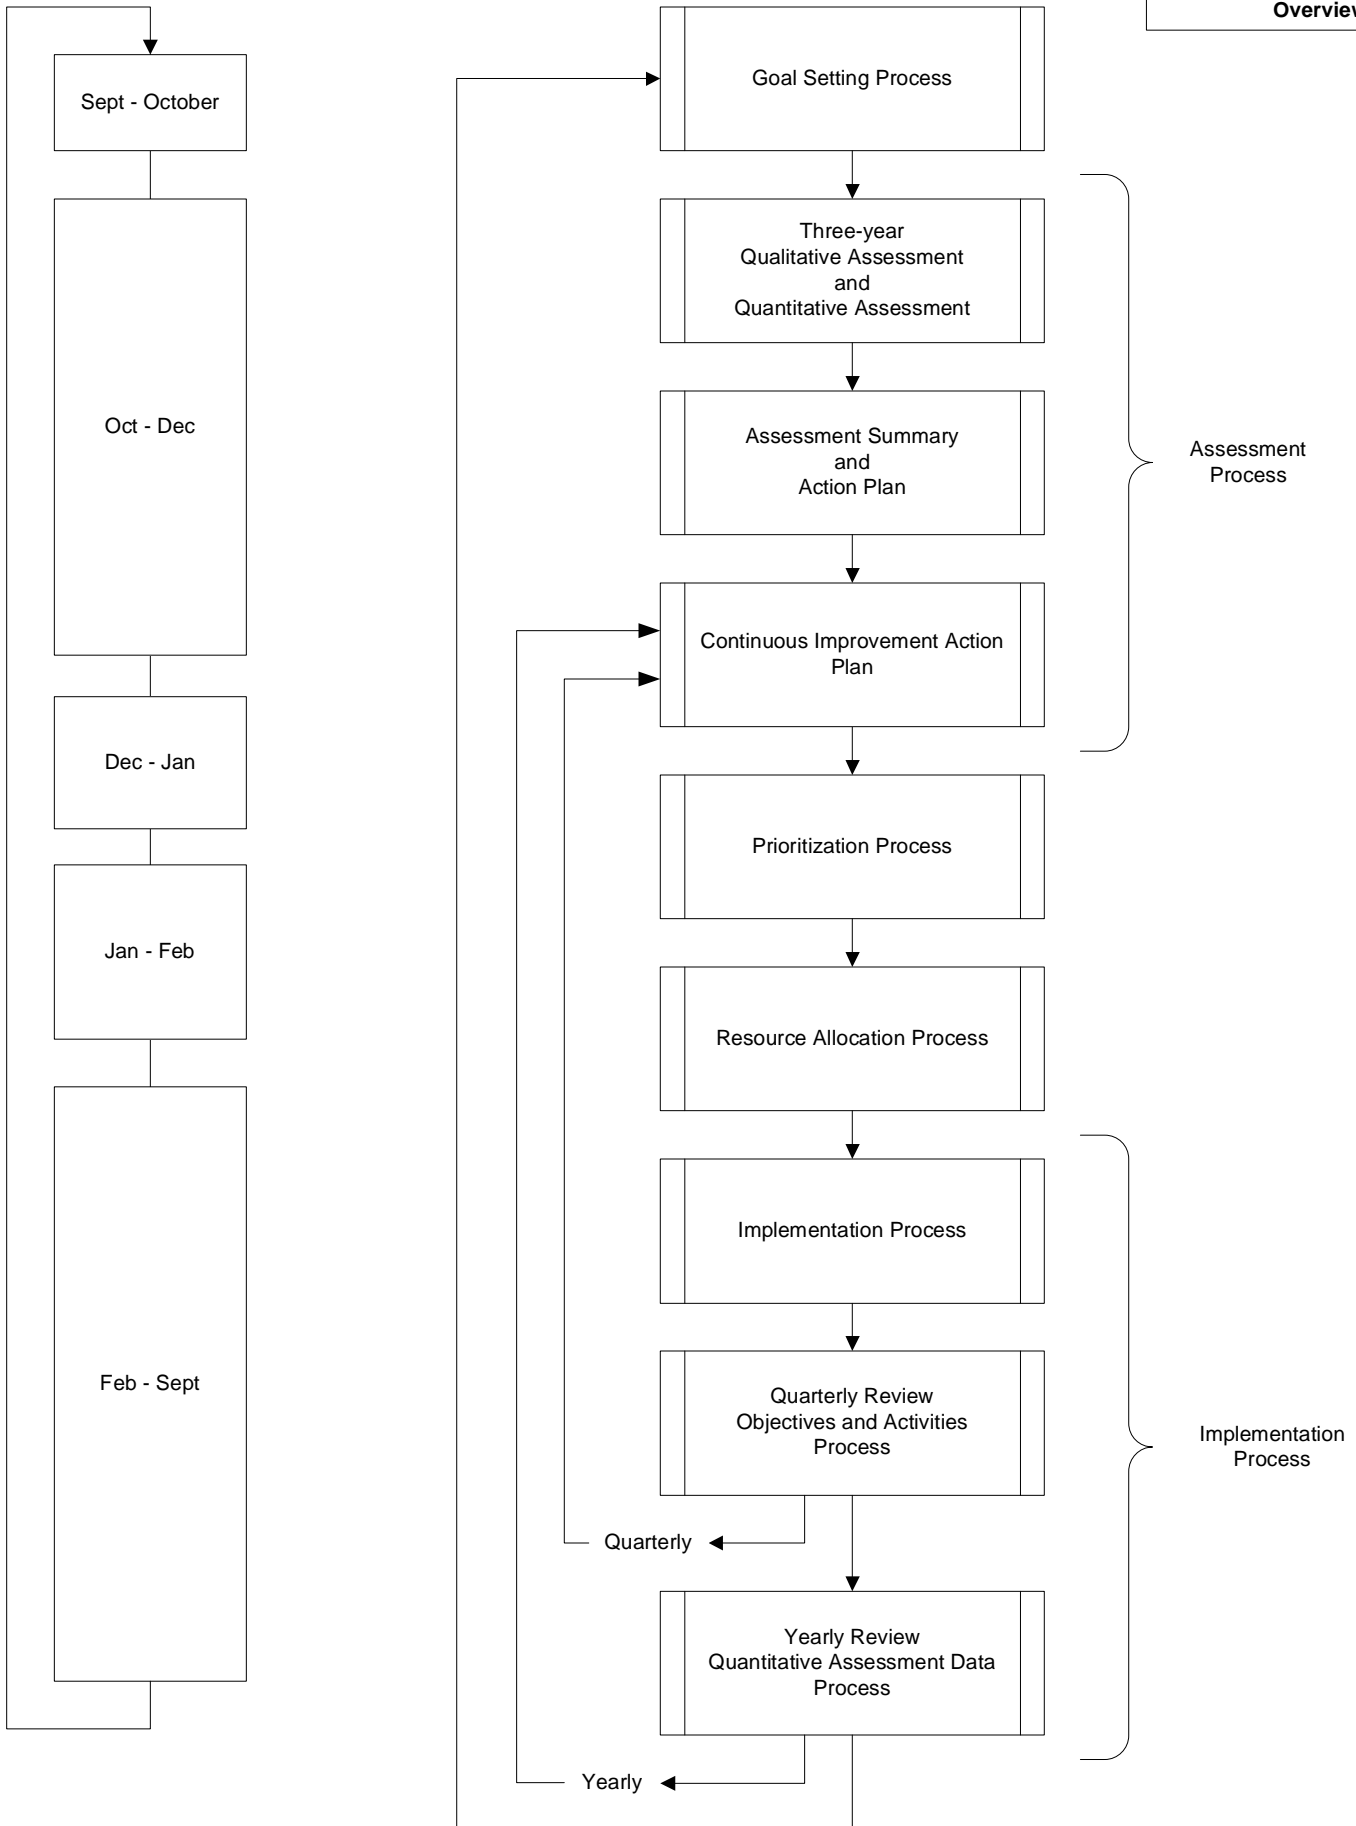 Overview
Sept - October
Oct - Dec
Dec - Jan
Jan - Feb
Feb - Sept
Goal Setting Process
Three-year
Qualitative Assessment
and
Quantitative Assessment
Assessment Summary
and
Action Plan
Continuous Improvement Action
Plan
Assessment
Process
Prioritization Process
Resource Allocation Process
Implementation Process
Quarterly Review
Objectives and Activities
Process
Quarterly
Implementation
Process
Yearly Review
Quantitative Assessment Data
Process
Yearly